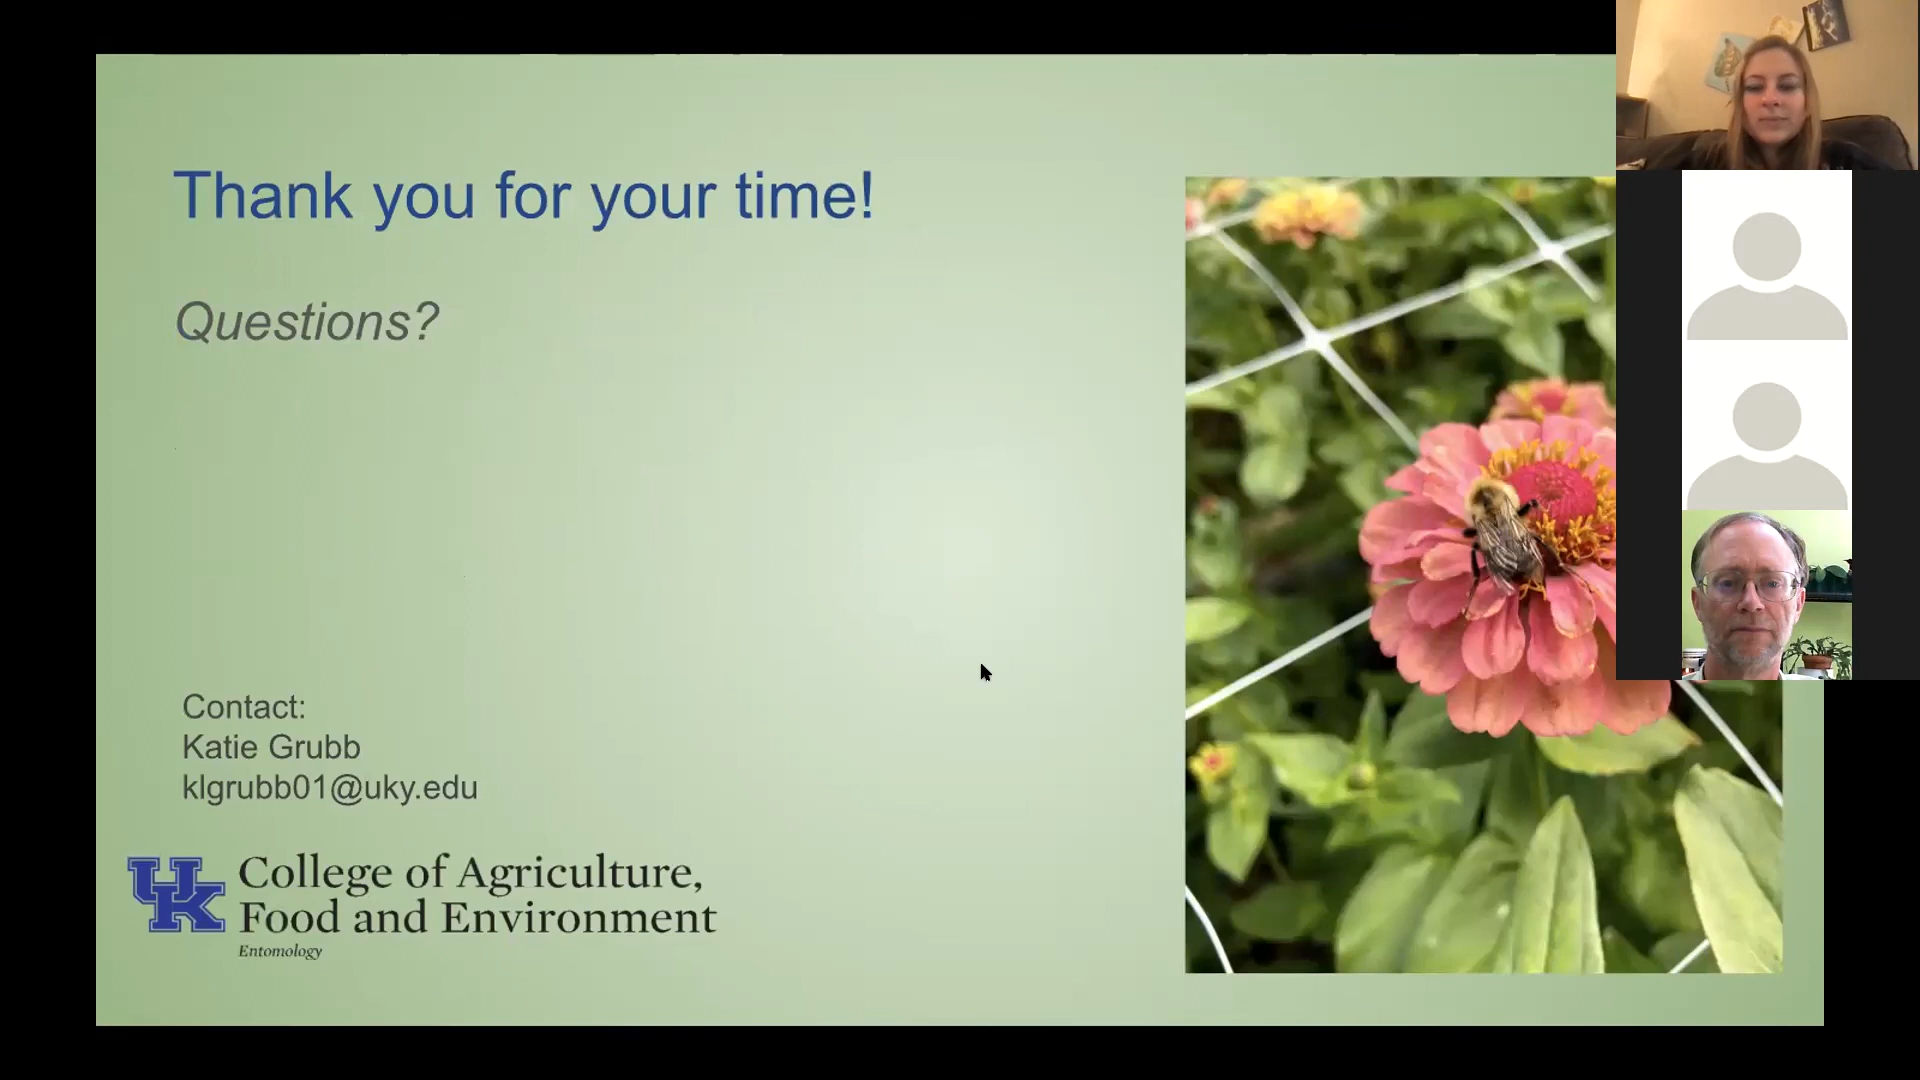 Thank you for your time!
Questions?
Contact:
Katie Grubb
klgrubb01@uky.edu
UK
College of Agriculture,
Food and Environment
Entomology